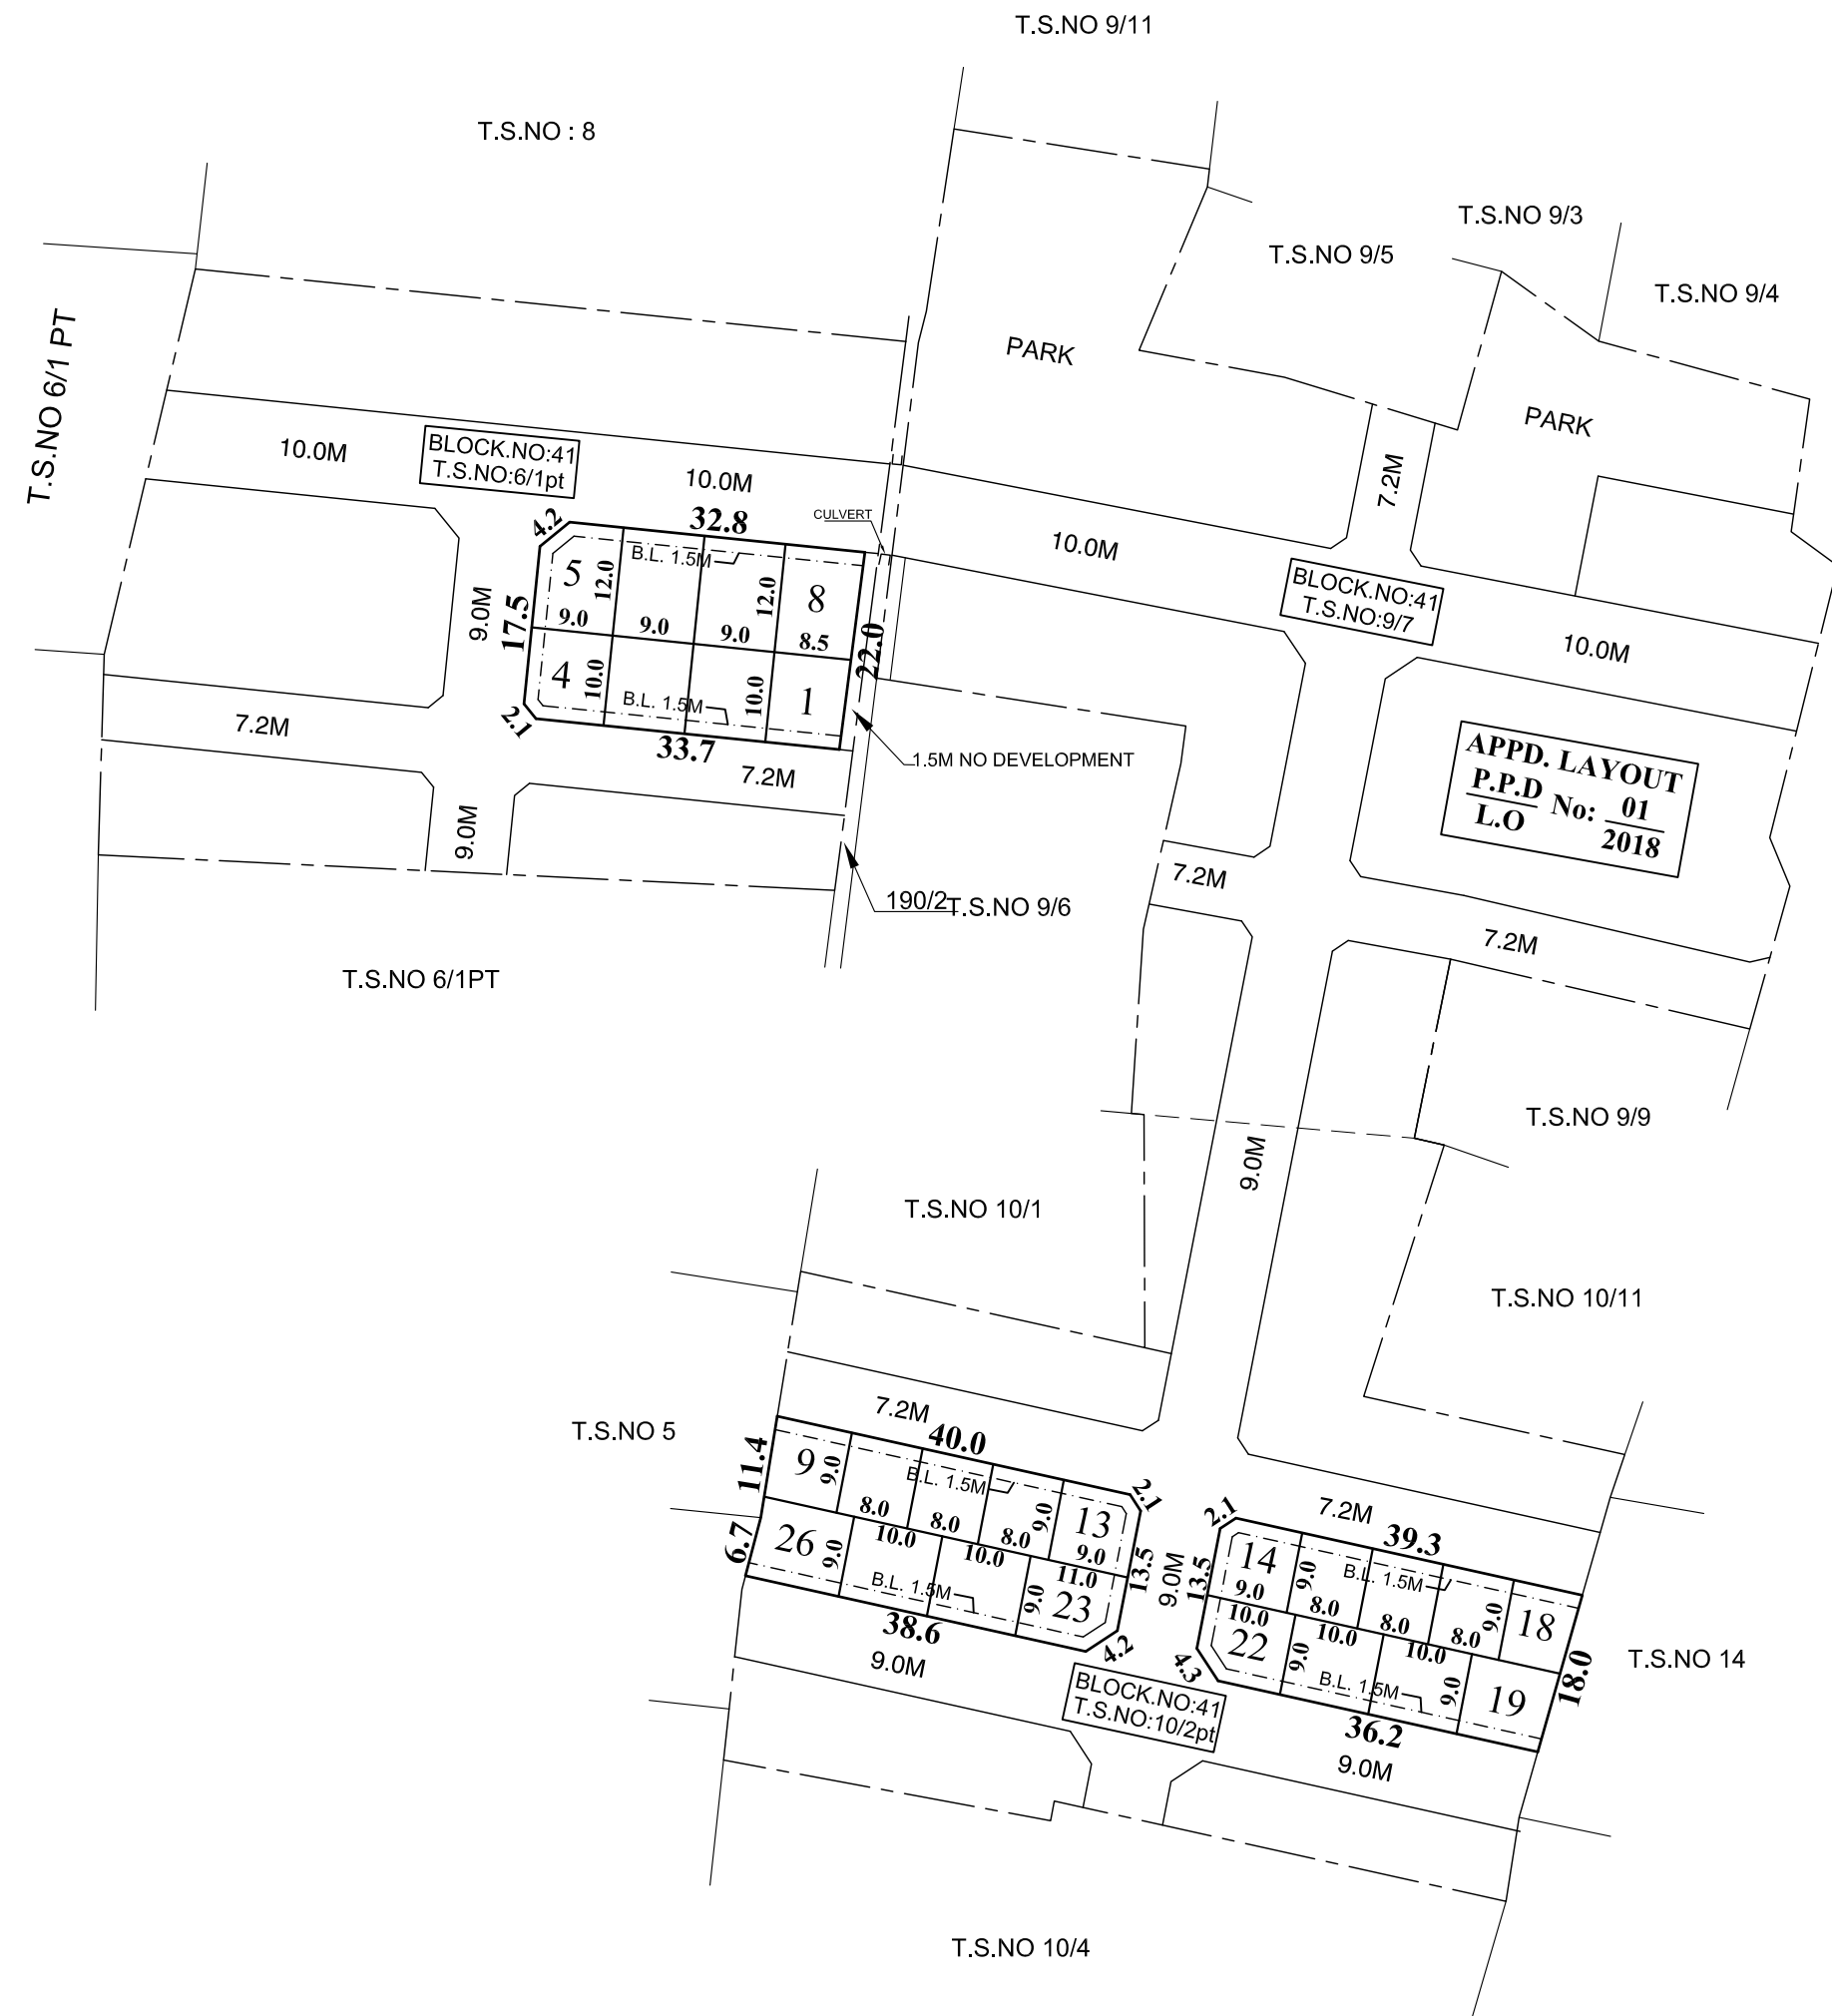 T.S.NO 9/11
T.S.NO : 8
T.S.NO 9/3
T.S.NO 9/5
T.S.NO 9/4
T.S.NO 6/1 PT
PARK
PARK
10.0M
BLOCK.NO:41
T.S.NO:6/1pt
10.0M
7.2M
4.2
32.8
CULVERT
10.0M
B.L. 1.5M
5
12.0
12.0
8
9.0M
17.5
9.0
9.0
9.0
8.5
22.0
BLOCK.NO:41
T.S.NO:9/7
10.0M
4
10.0
B.L. 1.5M
10.0
1
2.1
33.7
7.2M
7.2M
1.5M NO DEVELOPMENT
APPD. LAYOUT
P.P.D No: 01
L.O 2018
9.0M
7.2M
190/2
T.S.NO 9/6
7.2M
T.S.NO 6/1PT
T.S.NO 9/9
9.0M
T.S.NO 10/1
T.S.NO 10/11
T.S.NO 5
7.2M
40.0
11.4
9
9.0
B.L. 1.5M
2.1
8.0
8.0
8.0
9.0
13
9.0
6.7
26
9.0
10.0
10.0
11.0
13.5
B.L. 1.5M
9.0
23
38.6
4.2
9.0M
9.0M
2.1
7.2M
39.3
13.5
14
9.0
9.0
B.L. 1.5M
8.0
8.0
8.0
9.0
18
10.0
22
9.0
10.0
10.0
B.L. 1.5M
9.0
19
18.0
T.S.NO 14
4.3
36.2
9.0M
BLOCK.NO:41
T.S.NO:10/2pt
T.S.NO 10/4